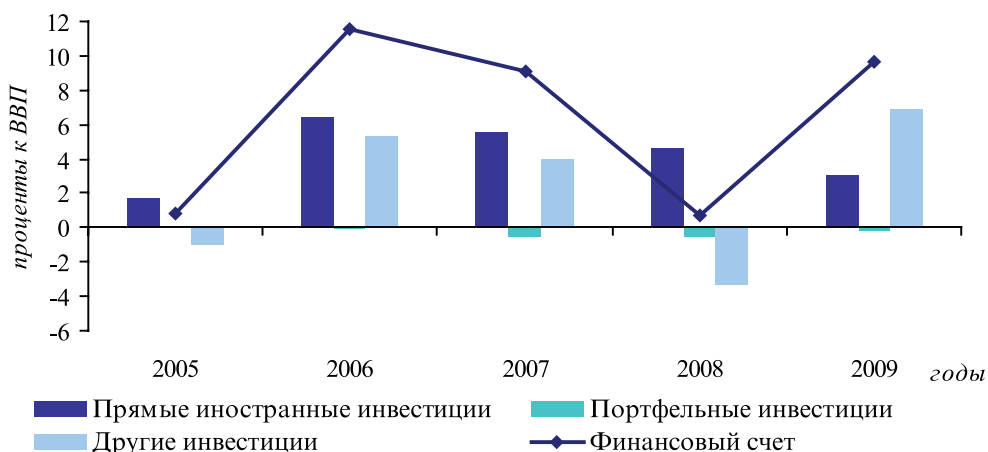 12
10
8
6
4
2
0
-2
-4
-6
проценты к ВВП
2005 2006 2007 2008 2009 годы
Прямые иностранные инвестиции Портфельные инвестиции
Другие инвестиции Финансовый счет